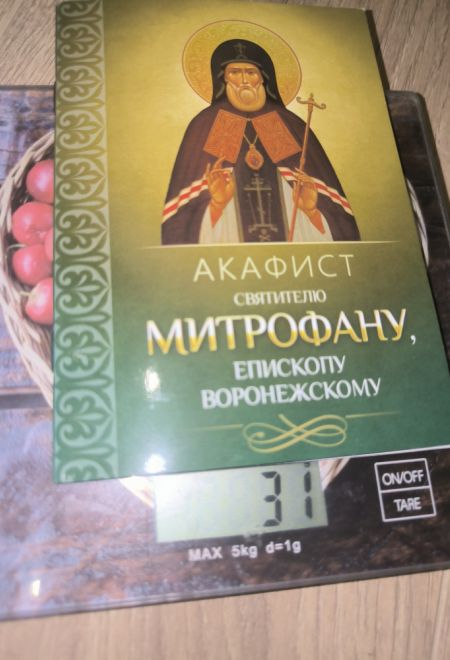 АКАФИСТ
СВЯТИТЕЛЮ
МИТРОФАНУ,
ЕПИСКОПУ
ВОРОНЕЖСКОМУ
31
ON/OFF
TARE
MAX 5kg d=1g